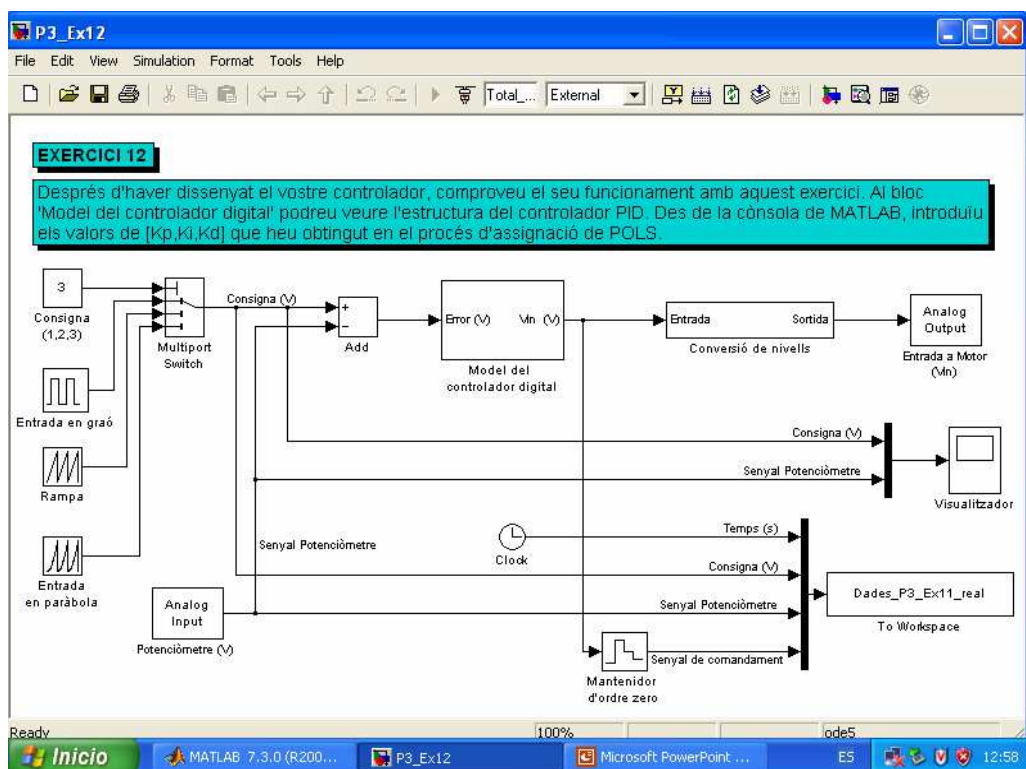 P3_Ex12
File Edit View Simulation Format Tools Help
Total_... External
EXERCICI 12
Després d'haver dissenyat el vostre controlador, comproveu el seu funcionament amb aquest exercici. Al bloc
'Model del controlador digital' podreu veure l'estructura del controlador PID. Des de la cònsola de MATLAB, introduïu
els valors de [Kp,Ki,Kd] que heu obtingut en el procés d'assignació de POLS.
3
Consigna
(1,2,3)
Multiport
Switch
Consigna (V)
Add
Error (V)
Vin (V)
Model del
controlador digital
Entrada
Sortida
Conversió de nivells
Analog
Output
Entrada a Motor
(Vin)
Entrada en graó
Rampa
Entrada
en paràbola
Consigna (V)
Senyal Potenciòmetre
Visualitzador
Senyal Potenciòmetre
Analog
Input
Potenciòmetre (V)
Clock
Temps (s)
Consigna (V)
Senyal Potenciòmetre
Senyal de comandament
Mantenidor
d'ordre zero
Dades_P3_Ex11_real
To Workspace
Ready
100%
ode5
Inicio
MATLAB 7.3.0 (R200...
P3_Ex12
Microsoft PowerPoint ...
ES
12:58